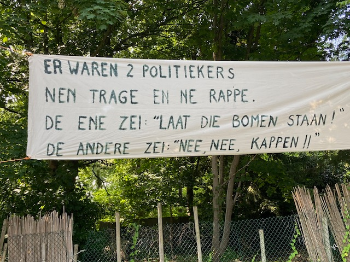 ER WAREN 2 POLITIEKERS
NEN TRAGE EN NE RAPPE.
DE ENE ZEI: "LAAT DIE BOMEN STAAN!"
DE ANDERE ZEI: "NEE, NEE, KAPPEN!!"